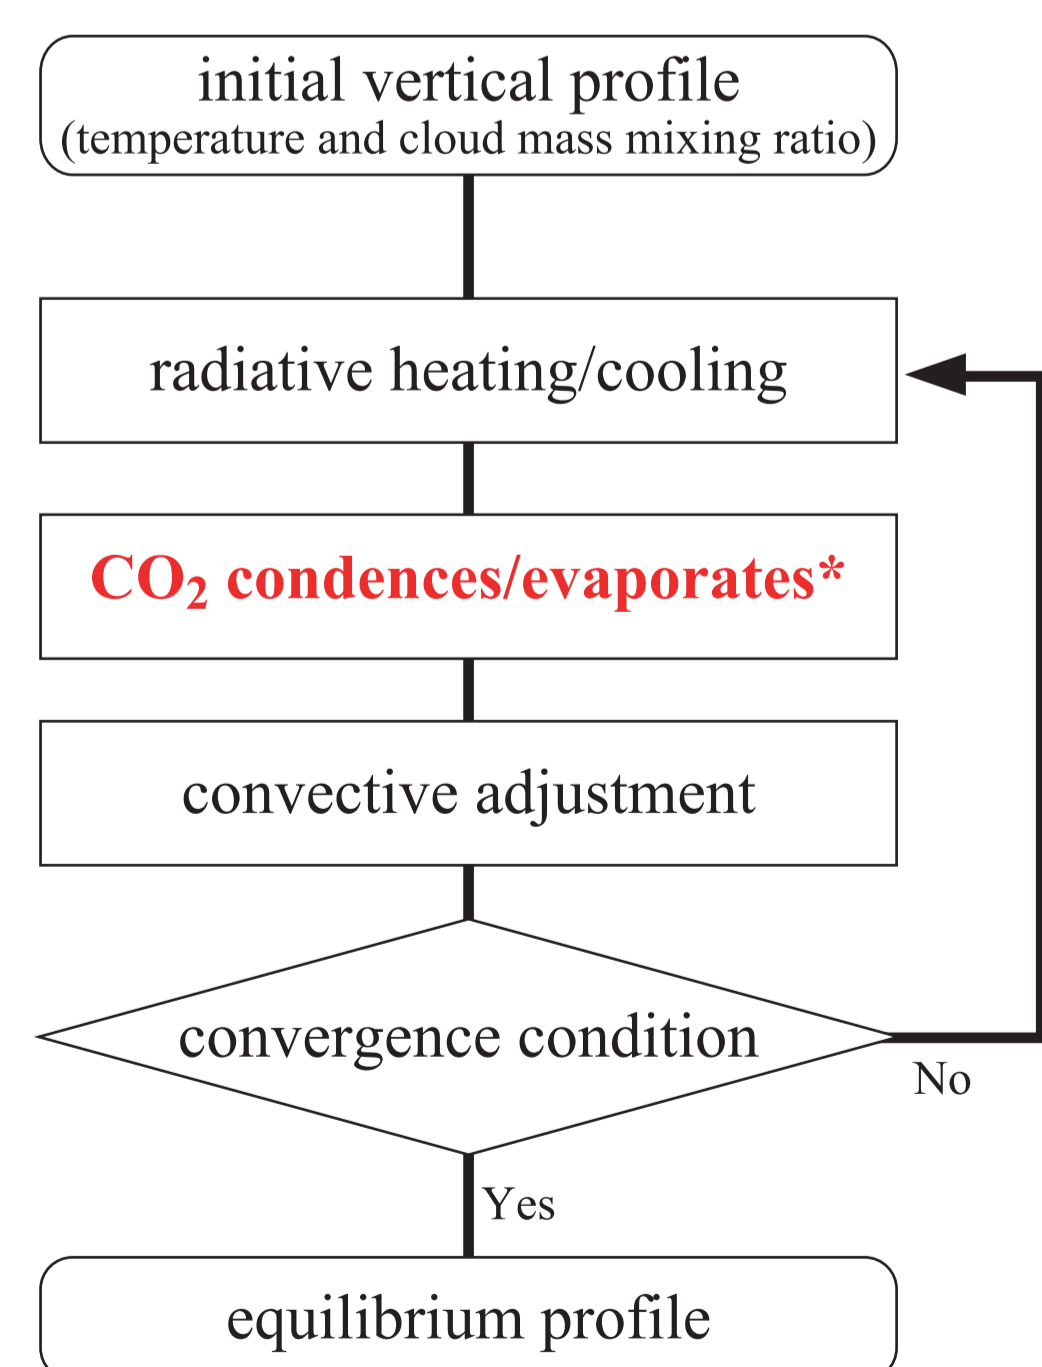 initial vertical profile
(temperature and cloud mass mixing ratio)
radiative heating/cooling
CO₂ condences/evaporates*
convective adjustment
convergence condition
No
Yes
equilibrium profile